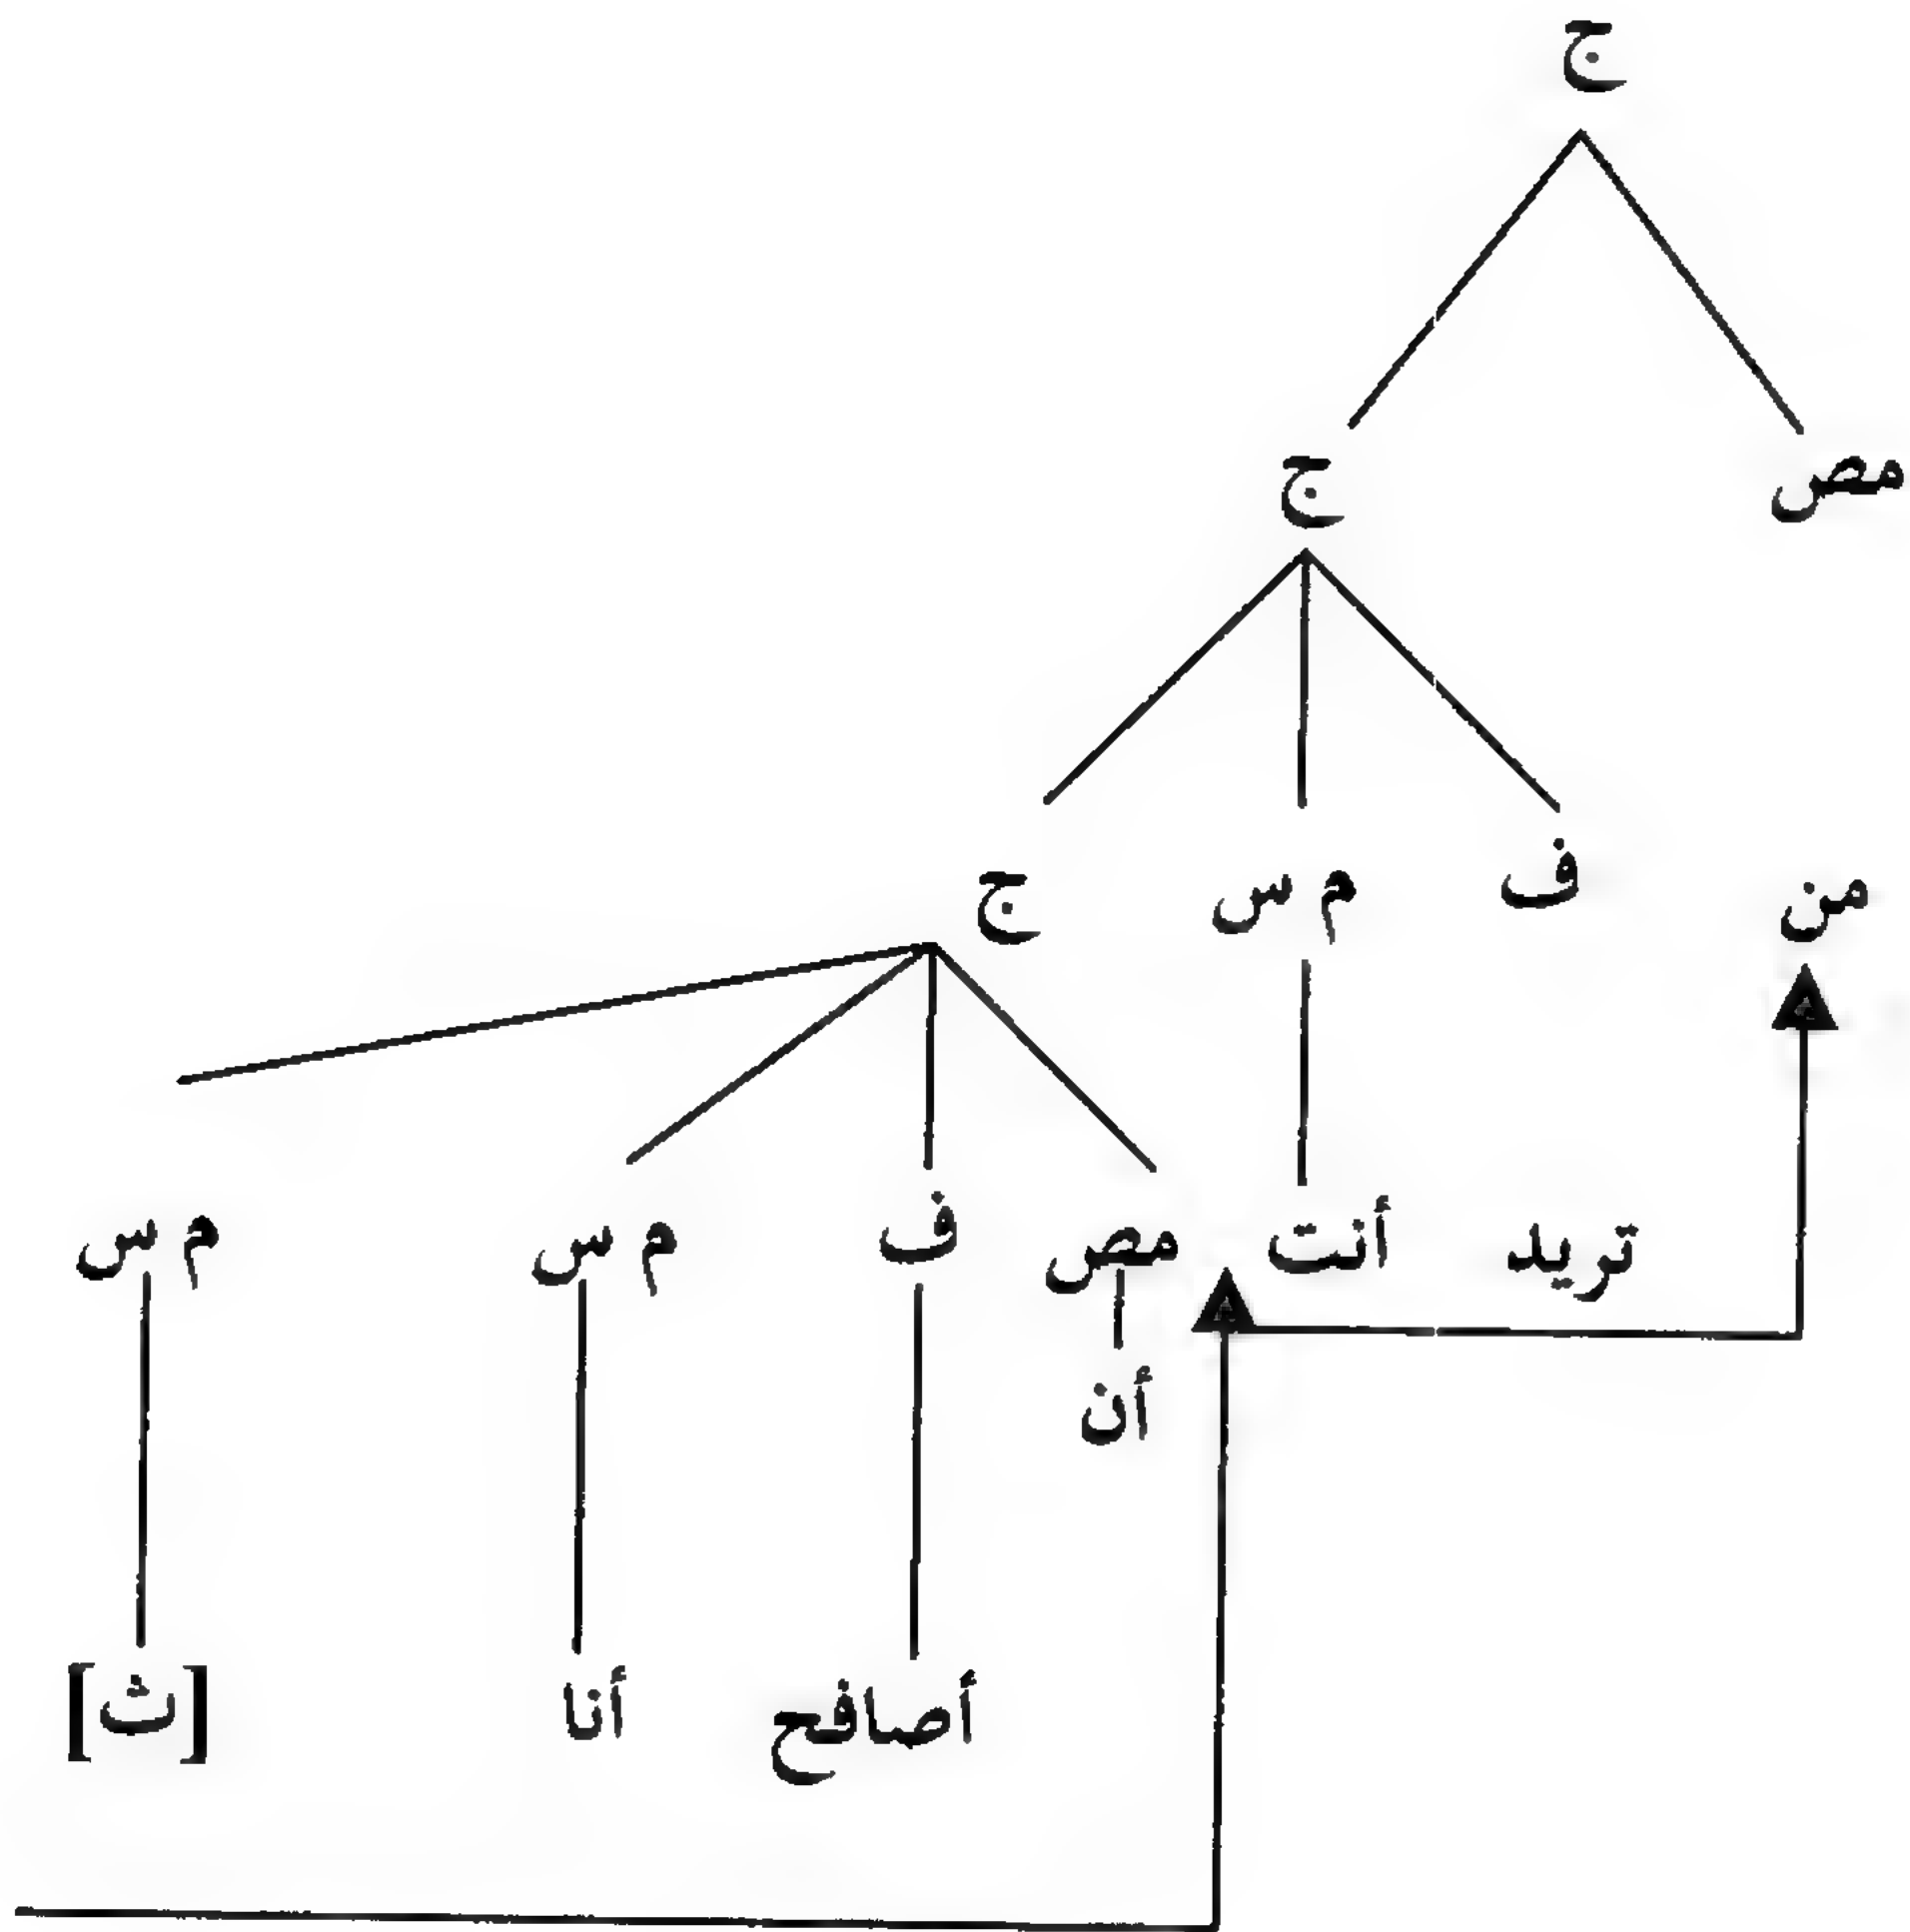 ج
مص ج
من ف م س ج
تريد أنت مص ف م س م س
أن
أصافح أنا [ث]